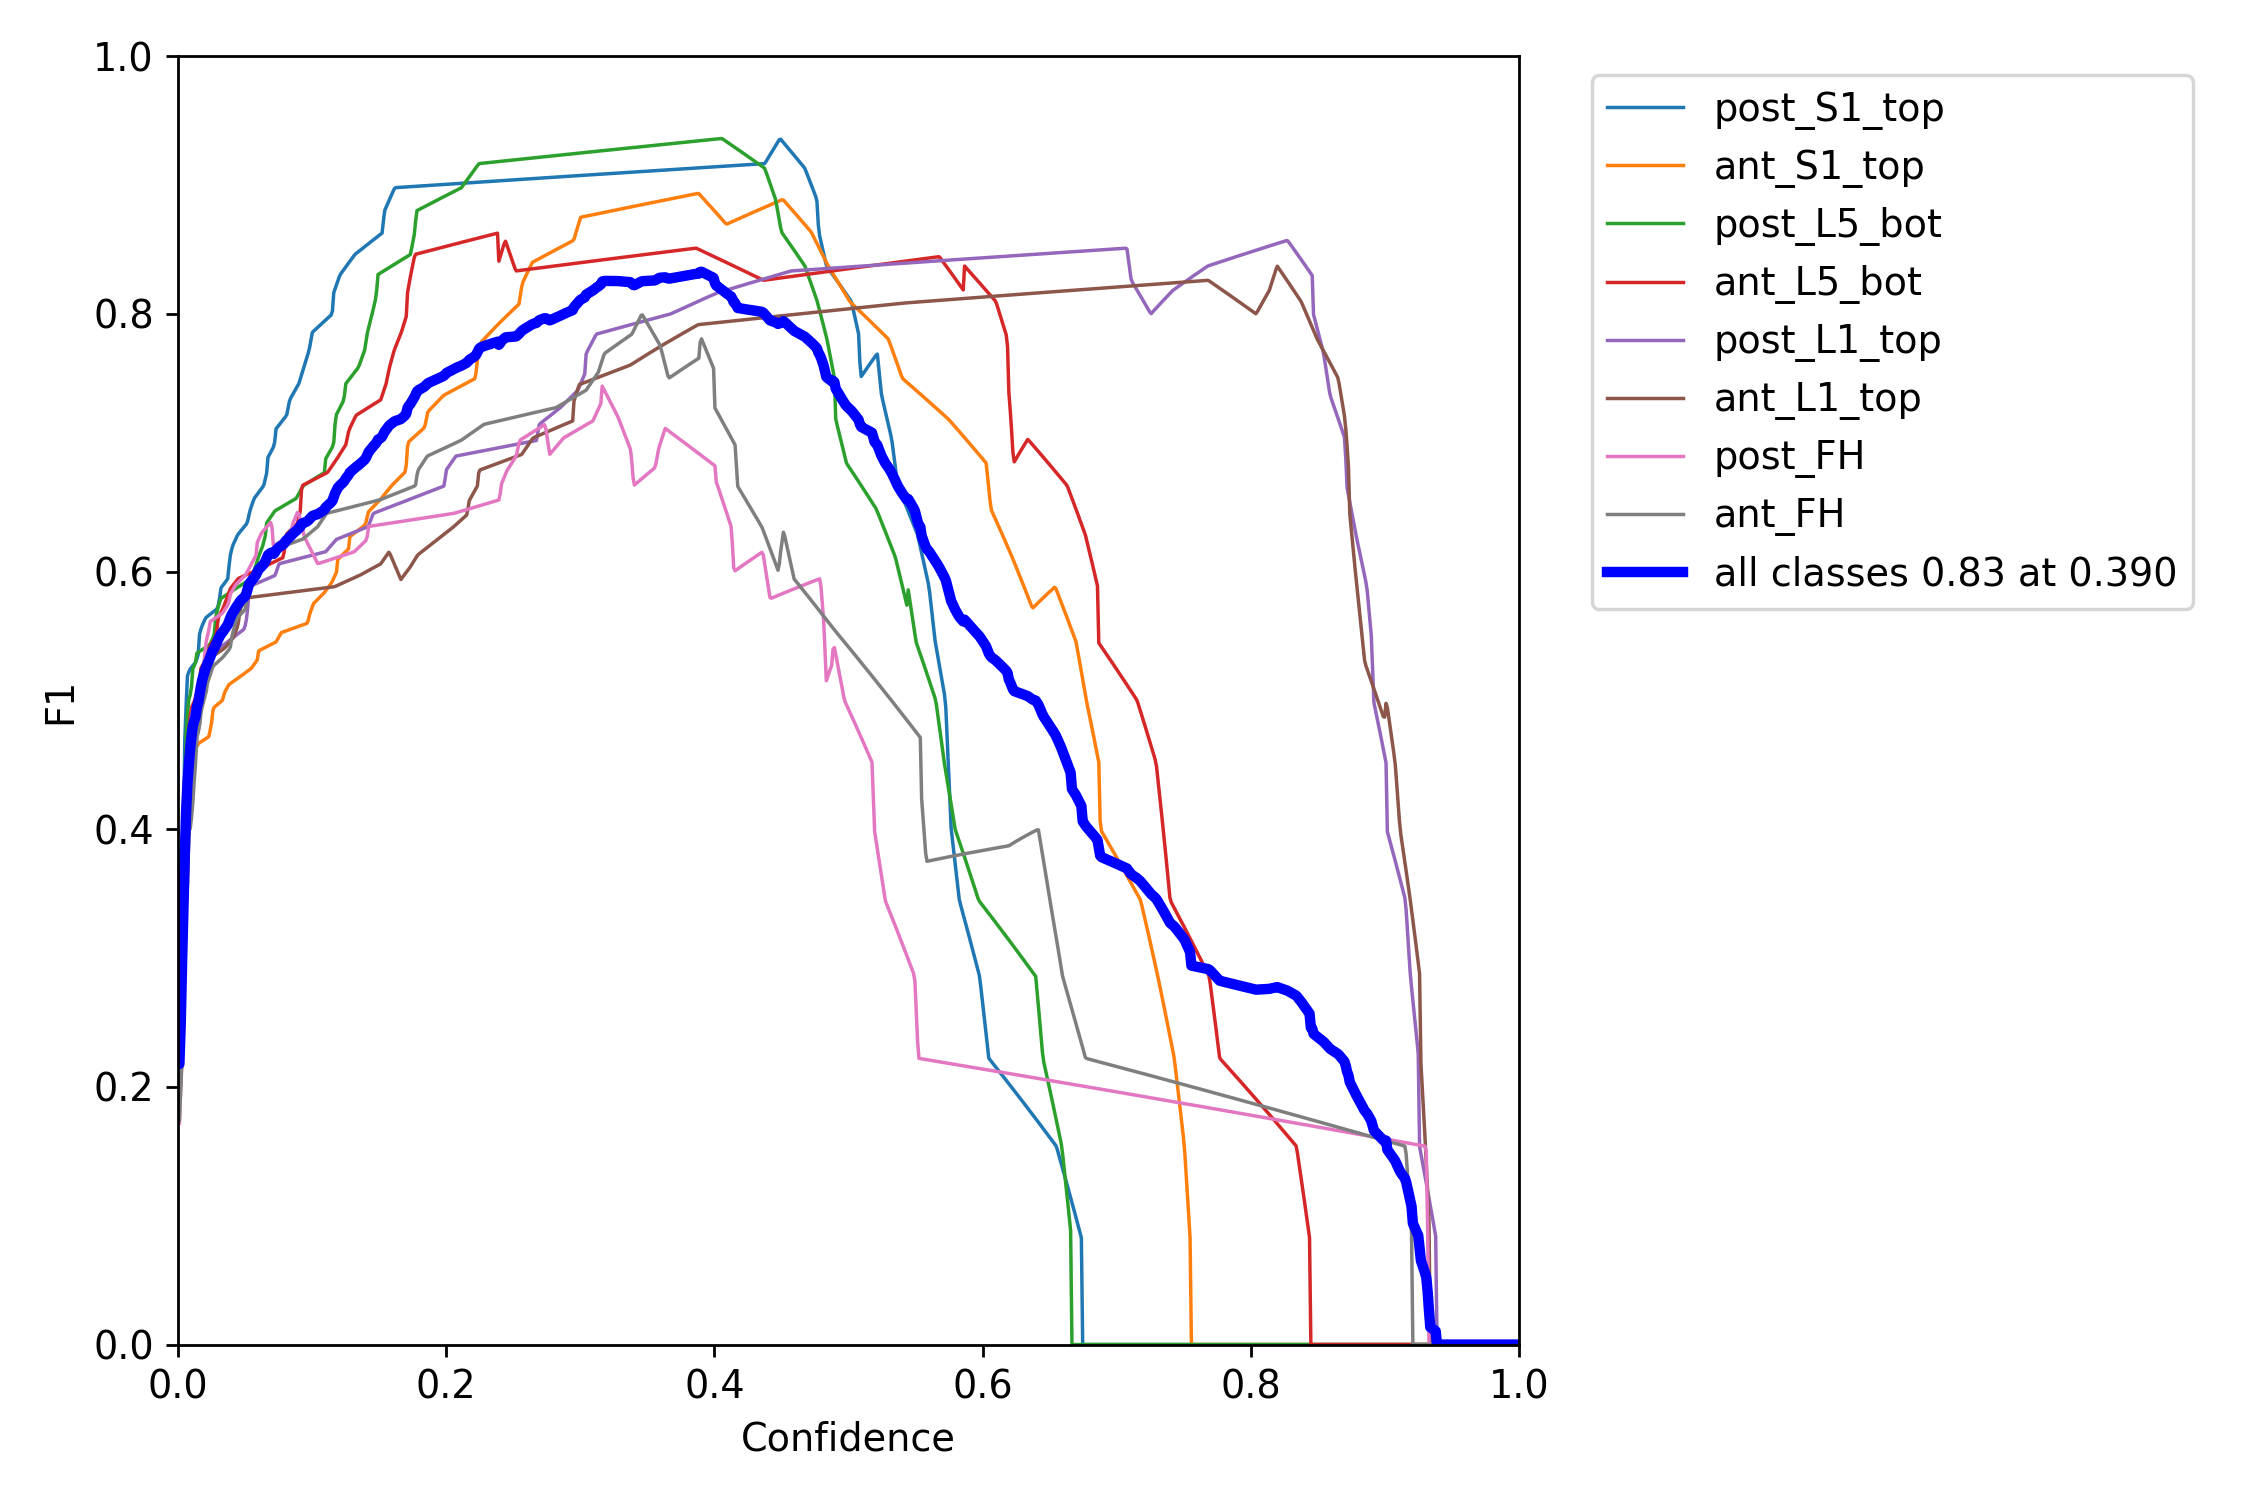 1.0
0.8
0.6
0.4
0.2
0.0
F1
0.0 0.2 0.4 0.6 0.8 1.0
Confidence
post_S1_top
ant_S1_top
post_L5_bot
ant_L5_bot
post_L1_top
ant_L1_top
post_FH
ant_FH
all classes 0.83 at 0.390